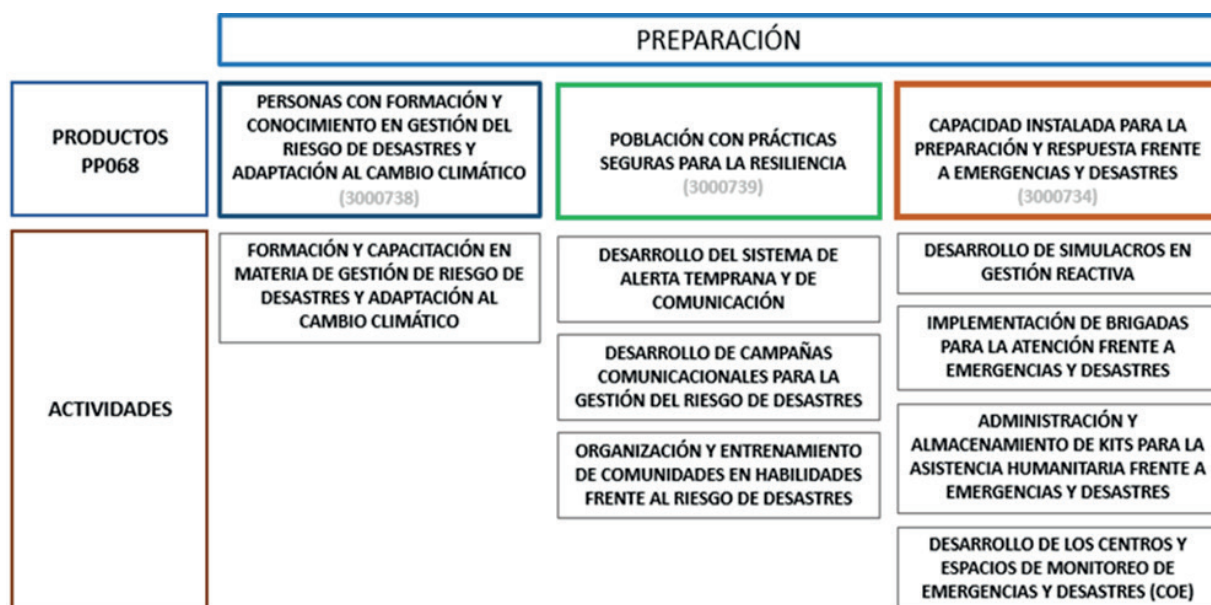 PREPARACIÓN
PRODUCTOS
PP068
PERSONAS CON FORMACIÓN Y
CONOCIMIENTO EN GESTIÓN DEL
RIESGO DE DESASTRES Y
ADAPTACIÓN AL CAMBIO CLIMÁTICO
(3000738)
POBLACIÓN CON PRÁCTICAS
SEGURAS PARA LA RESILIENCIA
(3000739)
CAPACIDAD INSTALADA PARA LA
PREPARACIÓN Y RESPUESTA FRENTE
A EMERGENCIAS Y DESASTRES
(3000734)
ACTIVIDADES
FORMACIÓN Y CAPACITACIÓN EN
MATERIA DE GESTIÓN DE RIESGO DE
DESASTRES Y ADAPTACIÓN AL
CAMBIO CLIMÁTICO
DESARROLLO DEL SISTEMA DE
ALERTA TEMPRANA Y DE
COMUNICACIÓN
DESARROLLO DE CAMPAÑAS
COMUNICACIONALES PARA LA
GESTIÓN DEL RIESGO DE DESASTRES
ORGANIZACIÓN Y ENTRENAMIENTO
DE COMUNIDADES EN HABILIDADES
FRENTE AL RIESGO DE DESASTRES
DESARROLLO DE SIMULACROS EN
GESTIÓN REACTIVA
IMPLEMENTACIÓN DE BRIGADAS
PARA LA ATENCIÓN FRENTE A
EMERGENCIAS Y DESASTRES
ADMINISTRACIÓN Y
ALMACENAMIENTO DE KITS PARA LA
ASISTENCIA HUMANITARIA FRENTE A
EMERGENCIAS Y DESASTRES
DESARROLLO DE LOS CENTROS Y
ESPACIOS DE MONITOREO DE
EMERGENCIAS Y DESASTRES (COE)